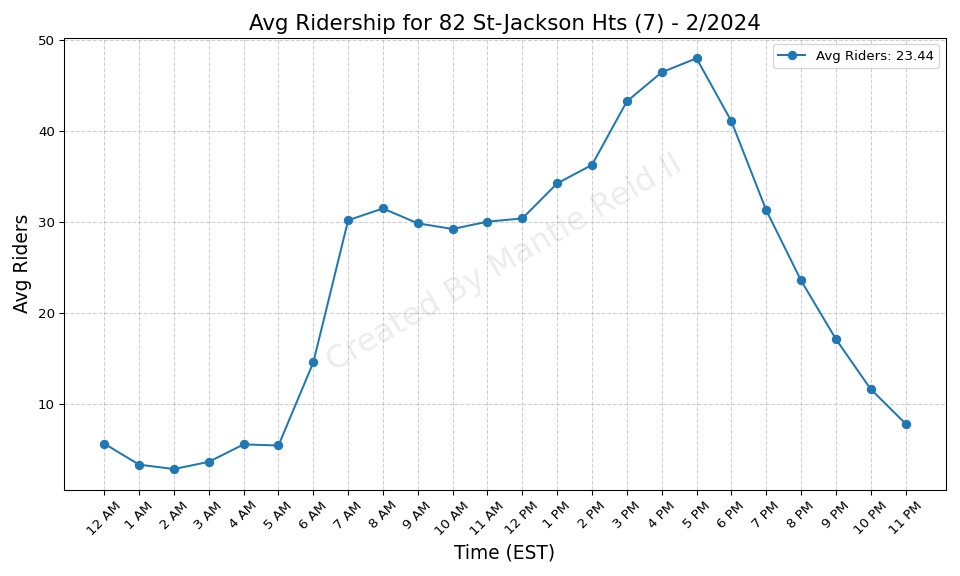 Avg Ridership for 82 St-Jackson Hts (7) - 2/2024
Avg Riders: 23.44
50
40
30
20
10
Avg Riders
Created By Mantie Reid II
12 AM
1 AM
2 AM
3 AM
4 AM
5 AM
6 AM
7 AM
8 AM
9 AM
10 AM
11 AM
12 PM
1 PM
2 PM
3 PM
4 PM
5 PM
6 PM
7 PM
8 PM
9 PM
10 PM
11 PM
Time (EST)